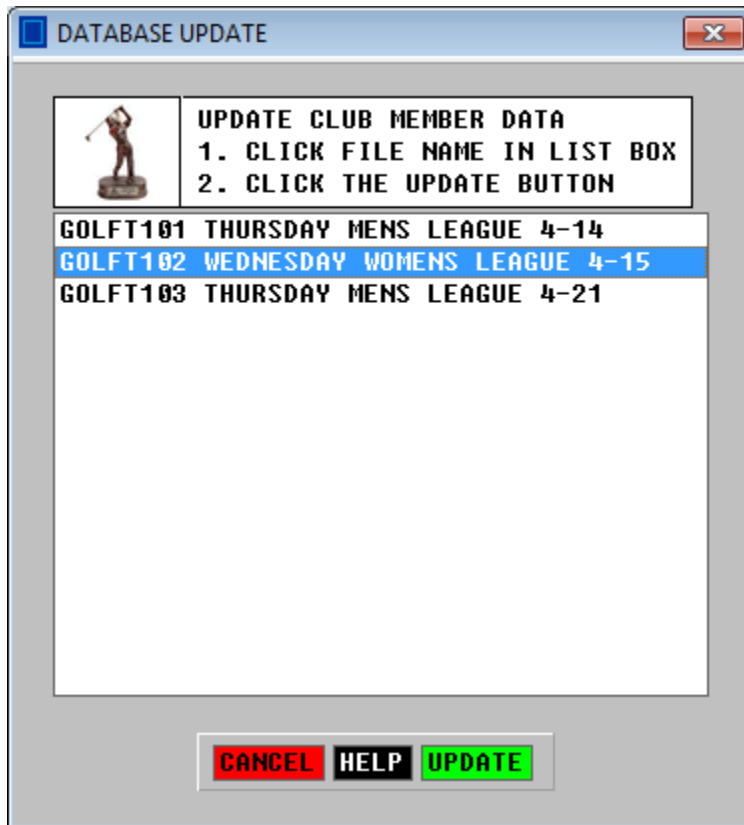 DATABASE UPDATE
UPDATE CLUB MEMBER DATA
1. CLICK FILE NAME IN LIST BOX
2. CLICK THE UPDATE BUTTON
GOLFT101 THURSDAY MENS LEAGUE 4-14
GOLFT102 WEDNESDAY WOMENS LEAGUE 4-15
GOLFT103 THURSDAY MENS LEAGUE 4-21
CANCEL HELP UPDATE